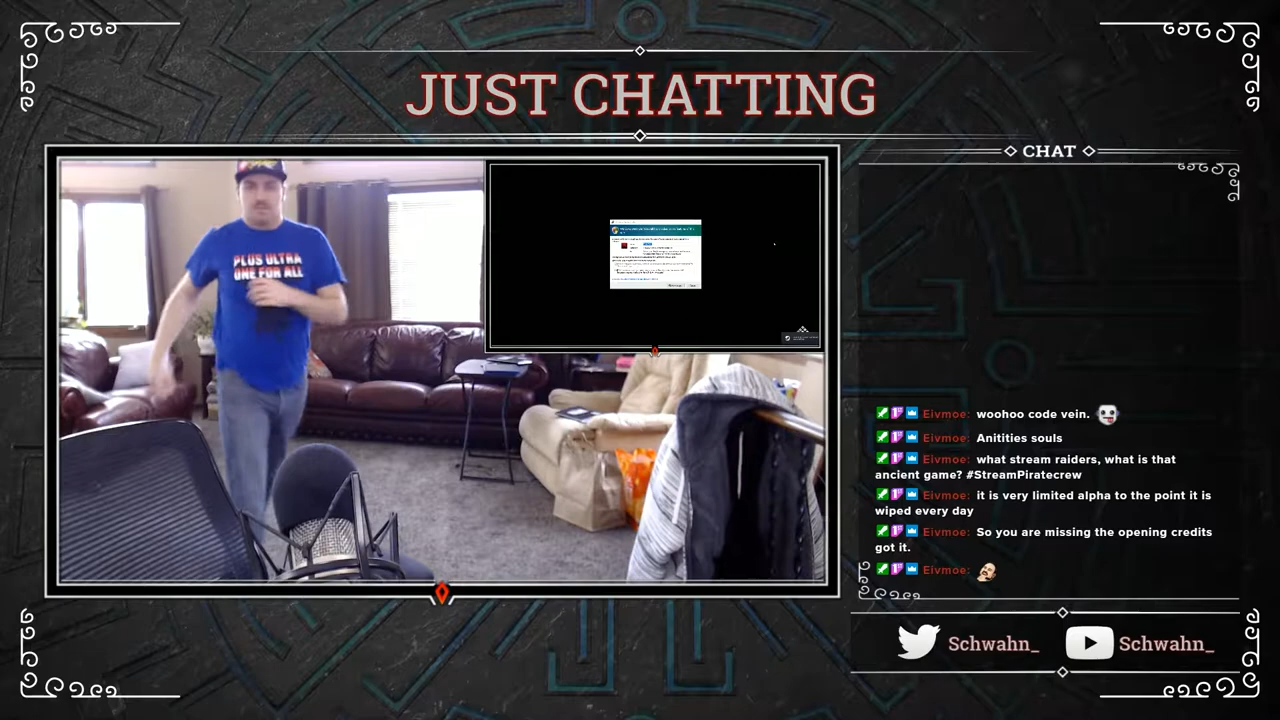 JUST CHATTING
CHAT
PLUS ULTRA
ONE FOR ALL
Eivmoe: woohoo code vein.
Eivmoe: Anitities souls
Eivmoe: what stream raiders, what is that
ancient game? #StreamPiratecrew
Eivmoe: it is very limited alpha to the point it is
wiped every day
Eivmoe: So you are missing the opening credits
got it.
Eivmoe:
Schwahn_
Schwahn_